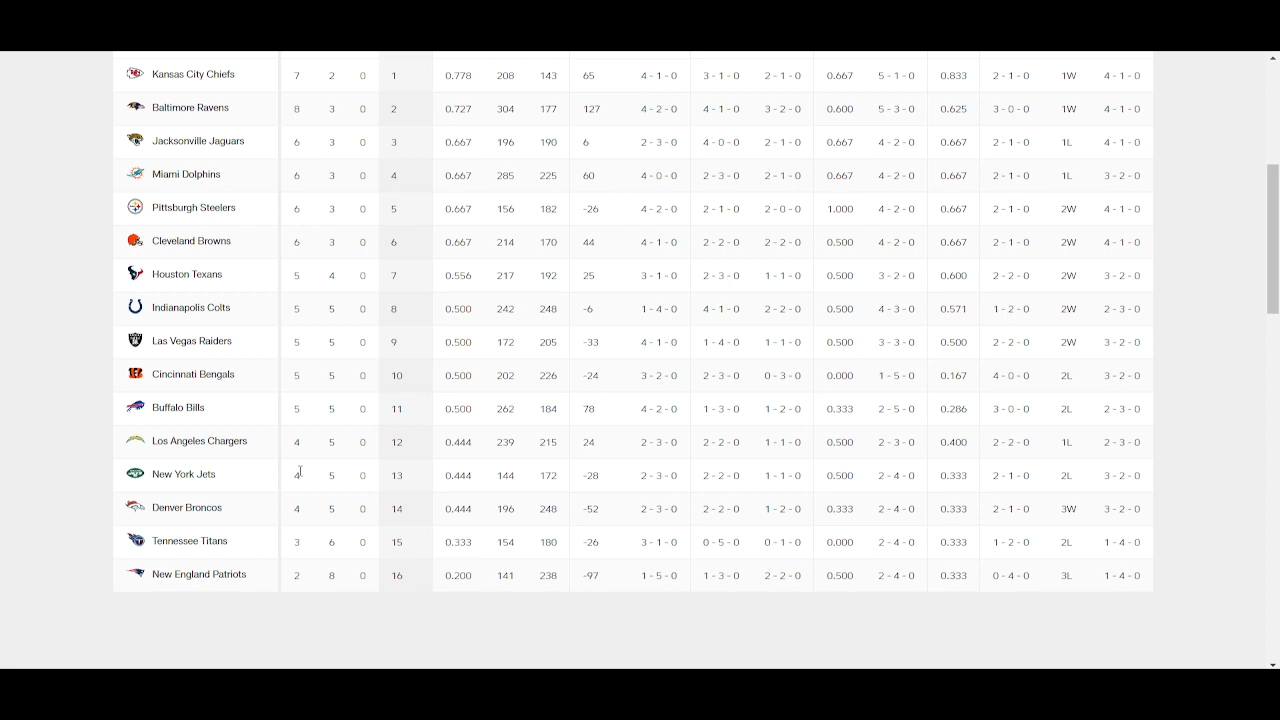 Kansas City Chiefs 7 2 0 1 0.778 208 143 65 4 - 1 - 0 3 - 1 - 0 2 - 1 - 0 0.667 5 - 1 - 0 0.833 2 - 1 - 0 1W 4 - 1 - 0
Baltimore Ravens 8 3 0 2 0.727 304 177 127 4 - 2 - 0 4 - 1 - 0 3 - 2 - 0 0.600 5 - 3 - 0 0.625 3 - 0 - 0 1W 4 - 1 - 0
Jacksonville Jaguars 6 3 0 3 0.667 196 190 6 2 - 3 - 0 4 - 0 - 0 2 - 1 - 0 0.667 4 - 2 - 0 0.667 2 - 1 - 0 1L 4 - 1 - 0
Miami Dolphins 6 3 0 4 0.667 285 225 60 4 - 0 - 0 2 - 3 - 0 2 - 1 - 0 0.667 4 - 2 - 0 0.667 2 - 1 - 0 1L 3 - 2 - 0
Pittsburgh Steelers 6 3 0 5 0.667 156 182 -26 4 - 2 - 0 2 - 1 - 0 2 - 0 - 0 1.000 4 - 2 - 0 0.667 2 - 1 - 0 2W 4 - 1 - 0
Cleveland Browns 6 3 0 6 0.667 214 170 44 4 - 1 - 0 2 - 2 - 0 2 - 2 - 0 0.500 4 - 2 - 0 0.667 2 - 1 - 0 2W 4 - 1 - 0
Houston Texans 5 4 0 7 0.556 217 192 25 3 - 1 - 0 2 - 3 - 0 1 - 1 - 0 0.500 3 - 2 - 0 0.600 2 - 2 - 0 2W 3 - 2 - 0
Indianapolis Colts 5 5 0 8 0.500 242 248 -6 1 - 4 - 0 4 - 1 - 0 2 - 2 - 0 0.500 4 - 3 - 0 0.571 1 - 2 - 0 2W 2 - 3 - 0
Las Vegas Raiders 5 5 0 9 0.500 172 205 -33 4 - 1 - 0 1 - 4 - 0 1 - 1 - 0 0.500 3 - 3 - 0 0.500 2 - 2 - 0 2W 3 - 2 - 0
Cincinnati Bengals 5 5 0 10 0.500 202 226 -24 3 - 2 - 0 2 - 3 - 0 0 - 3 - 0 0.000 1 - 5 - 0 0.167 4 - 0 - 0 2L 3 - 2 - 0
Buffalo Bills 5 5 0 11 0.500 262 184 78 4 - 2 - 0 1 - 3 - 0 1 - 2 - 0 0.333 2 - 5 - 0 0.286 3 - 0 - 0 2L 2 - 3 - 0
Los Angeles Chargers 4 5 0 12 0.444 239 215 24 2 - 3 - 0 2 - 2 - 0 1 - 1 - 0 0.500 2 - 3 - 0 0.400 2 - 2 - 0 1L 2 - 3 - 0
New York Jets 4 5 0 13 0.444 144 172 -28 2 - 3 - 0 2 - 2 - 0 1 - 1 - 0 0.500 2 - 4 - 0 0.333 2 - 1 - 0 2L 3 - 2 - 0
Denver Broncos 4 5 0 14 0.444 196 248 -52 2 - 3 - 0 2 - 2 - 0 1 - 2 - 0 0.333 2 - 4 - 0 0.333 2 - 1 - 0 3W 3 - 2 - 0
Tennessee Titans 3 6 0 15 0.333 154 180 -26 3 - 1 - 0 0 - 5 - 0 0 - 1 - 0 0.000 2 - 4 - 0 0.333 1 - 2 - 0 2L 1 - 4 - 0
New England Patriots 2 8 0 16 0.200 141 238 -97 1 - 5 - 0 1 - 3 - 0 2 - 2 - 0 0.500 2 - 4 - 0 0.333 0 - 4 - 0 3L 1 - 4 - 0